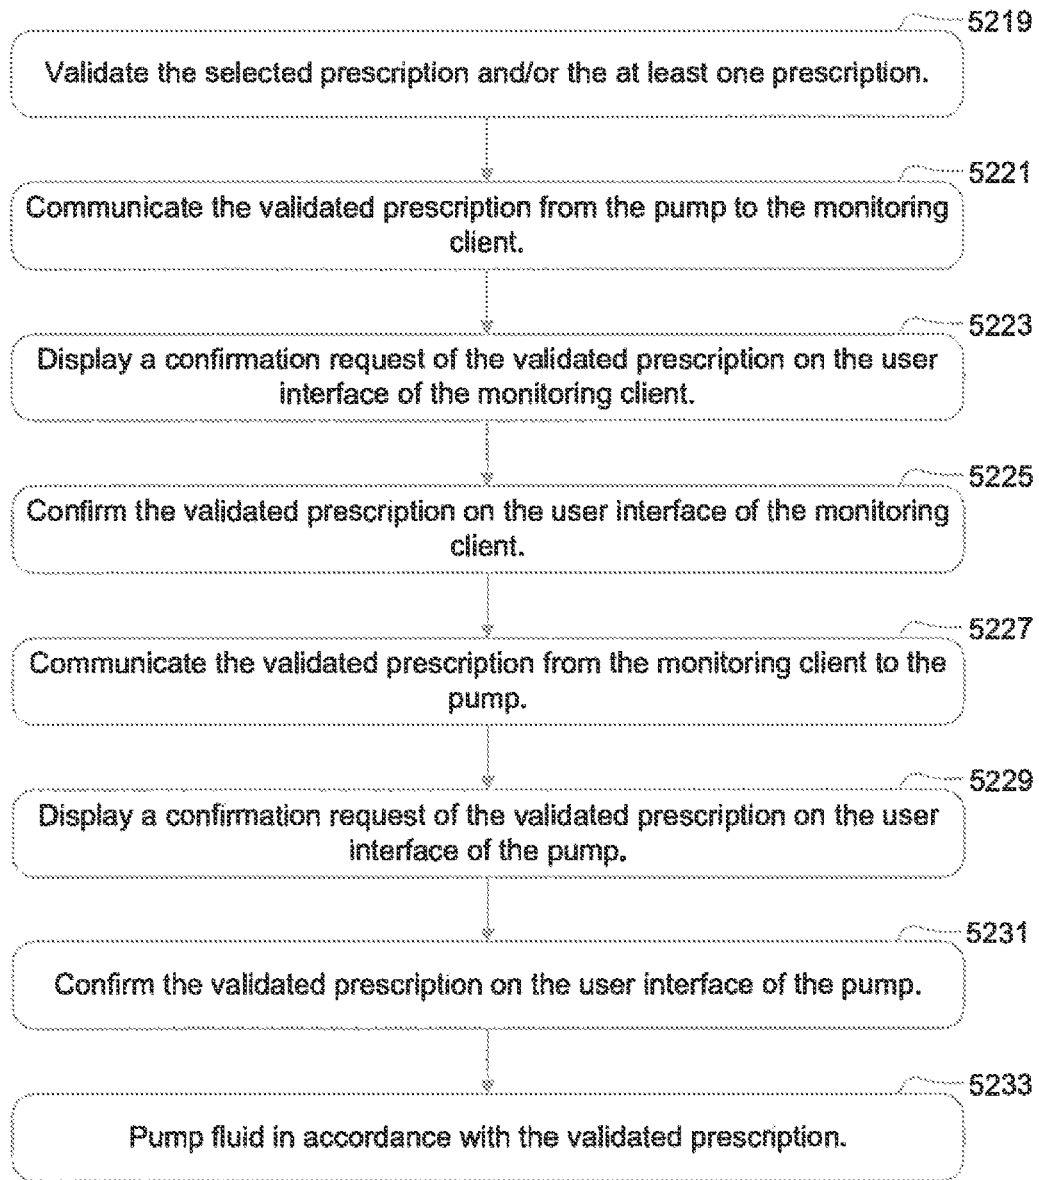 5219
Validate the selected prescription and/or the at least one prescription.
5221
Communicate the validated prescription from the pump to the monitoring
client.
5223
Display a confirmation request of the validated prescription on the user
interface of the monitoring client.
5225
Confirm the validated prescription on the user interface of the monitoring
client.
5227
Communicate the validated prescription from the monitoring client to the
pump.
5229
Display a confirmation request of the validated prescription on the user
interface of the pump.
5231
Confirm the validated prescription on the user interface of the pump.
5233
Pump fluid in accordance with the validated prescription.